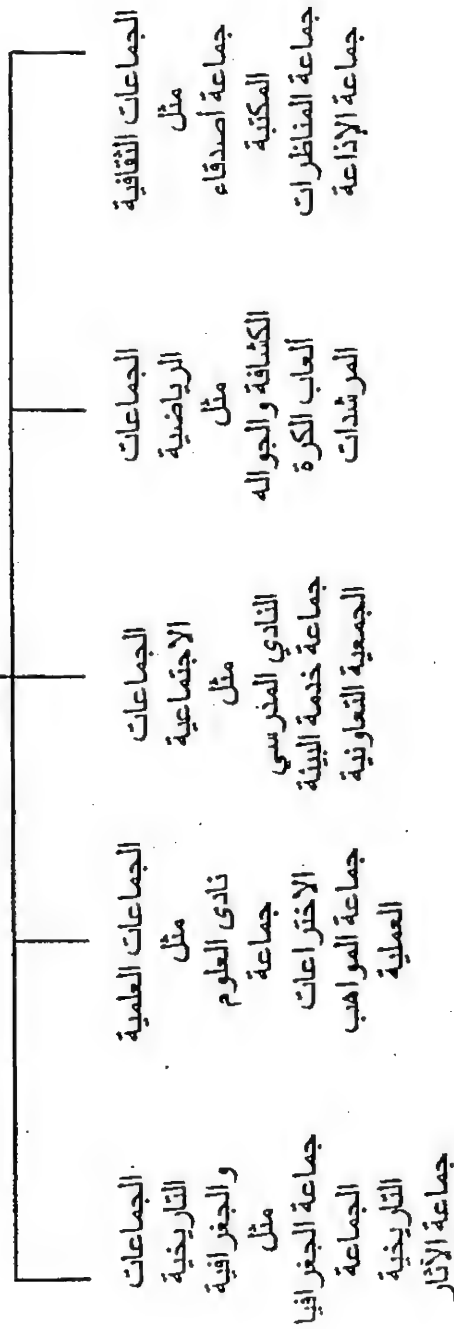 الجماعات الثقافية
مثل
جماعة أصدقاء
المكتبة
جماعة المناظرات
جماعة الإذاعة
الجماعات
الرياضية
مثل
الكشافة والجواله
ألعاب الكرة
المرشدات
الجماعات
الاجتماعية
مثل
النادي المدرسي
جماعة خدمة البيئة
الجمعية التعاونية
الجماعات العلمية
مثل
نادى العلوم
جماعة
الاختراعات
جماعة المواهب
العملية
الجماعات
التاريخية
والجغرافية
مثل
جماعة الجغرافيا
الجماعة
التاريخية
جماعة الآثار